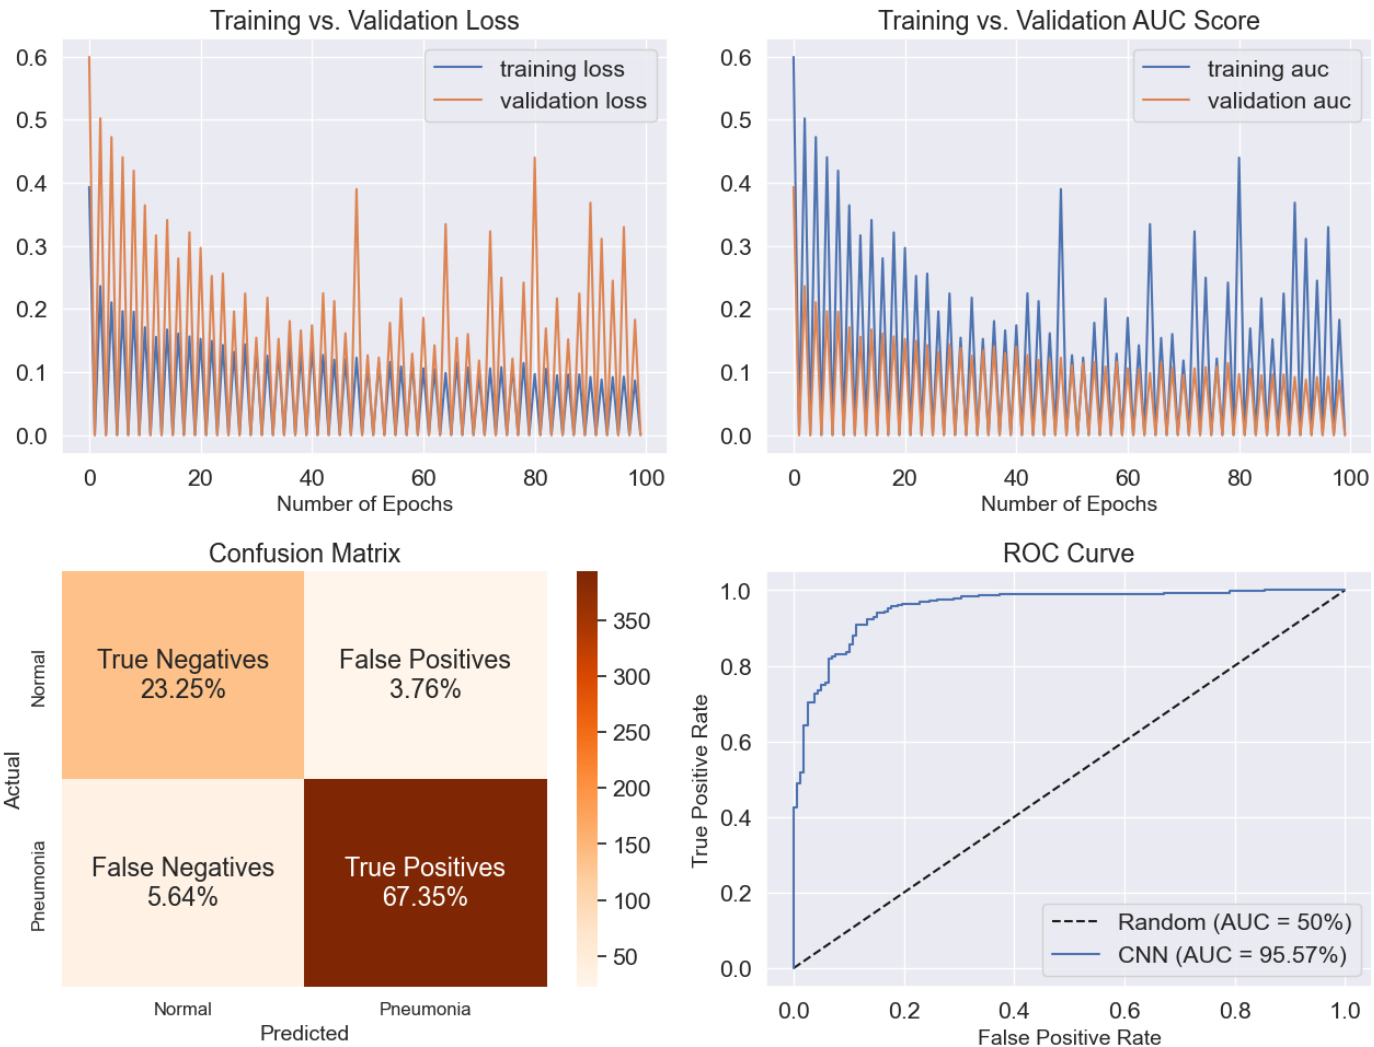 Training vs. Validation Loss
0.6
0.5
0.4
0.3
0.2
0.1
0.0
training loss
validation loss
0 20 40 60 80 100
Number of Epochs
Training vs. Validation AUC Score
0.6
0.5
0.4
0.3
0.2
0.1
0.0
training auc
validation auc
0 20 40 60 80 100
Number of Epochs
Confusion Matrix
Actual
Normal
Pneumonia
True Negatives
23.25%
False Positives
3.76%
False Negatives
5.64%
True Positives
67.35%
Normal Pneumonia
Predicted
350
300
250
200
150
100
50
ROC Curve
True Positive Rate
1.0
0.8
0.6
0.4
0.2
0.0
Random (AUC = 50%)
CNN (AUC = 95.57%)
0.0 0.2 0.4 0.6 0.8 1.0
False Positive Rate